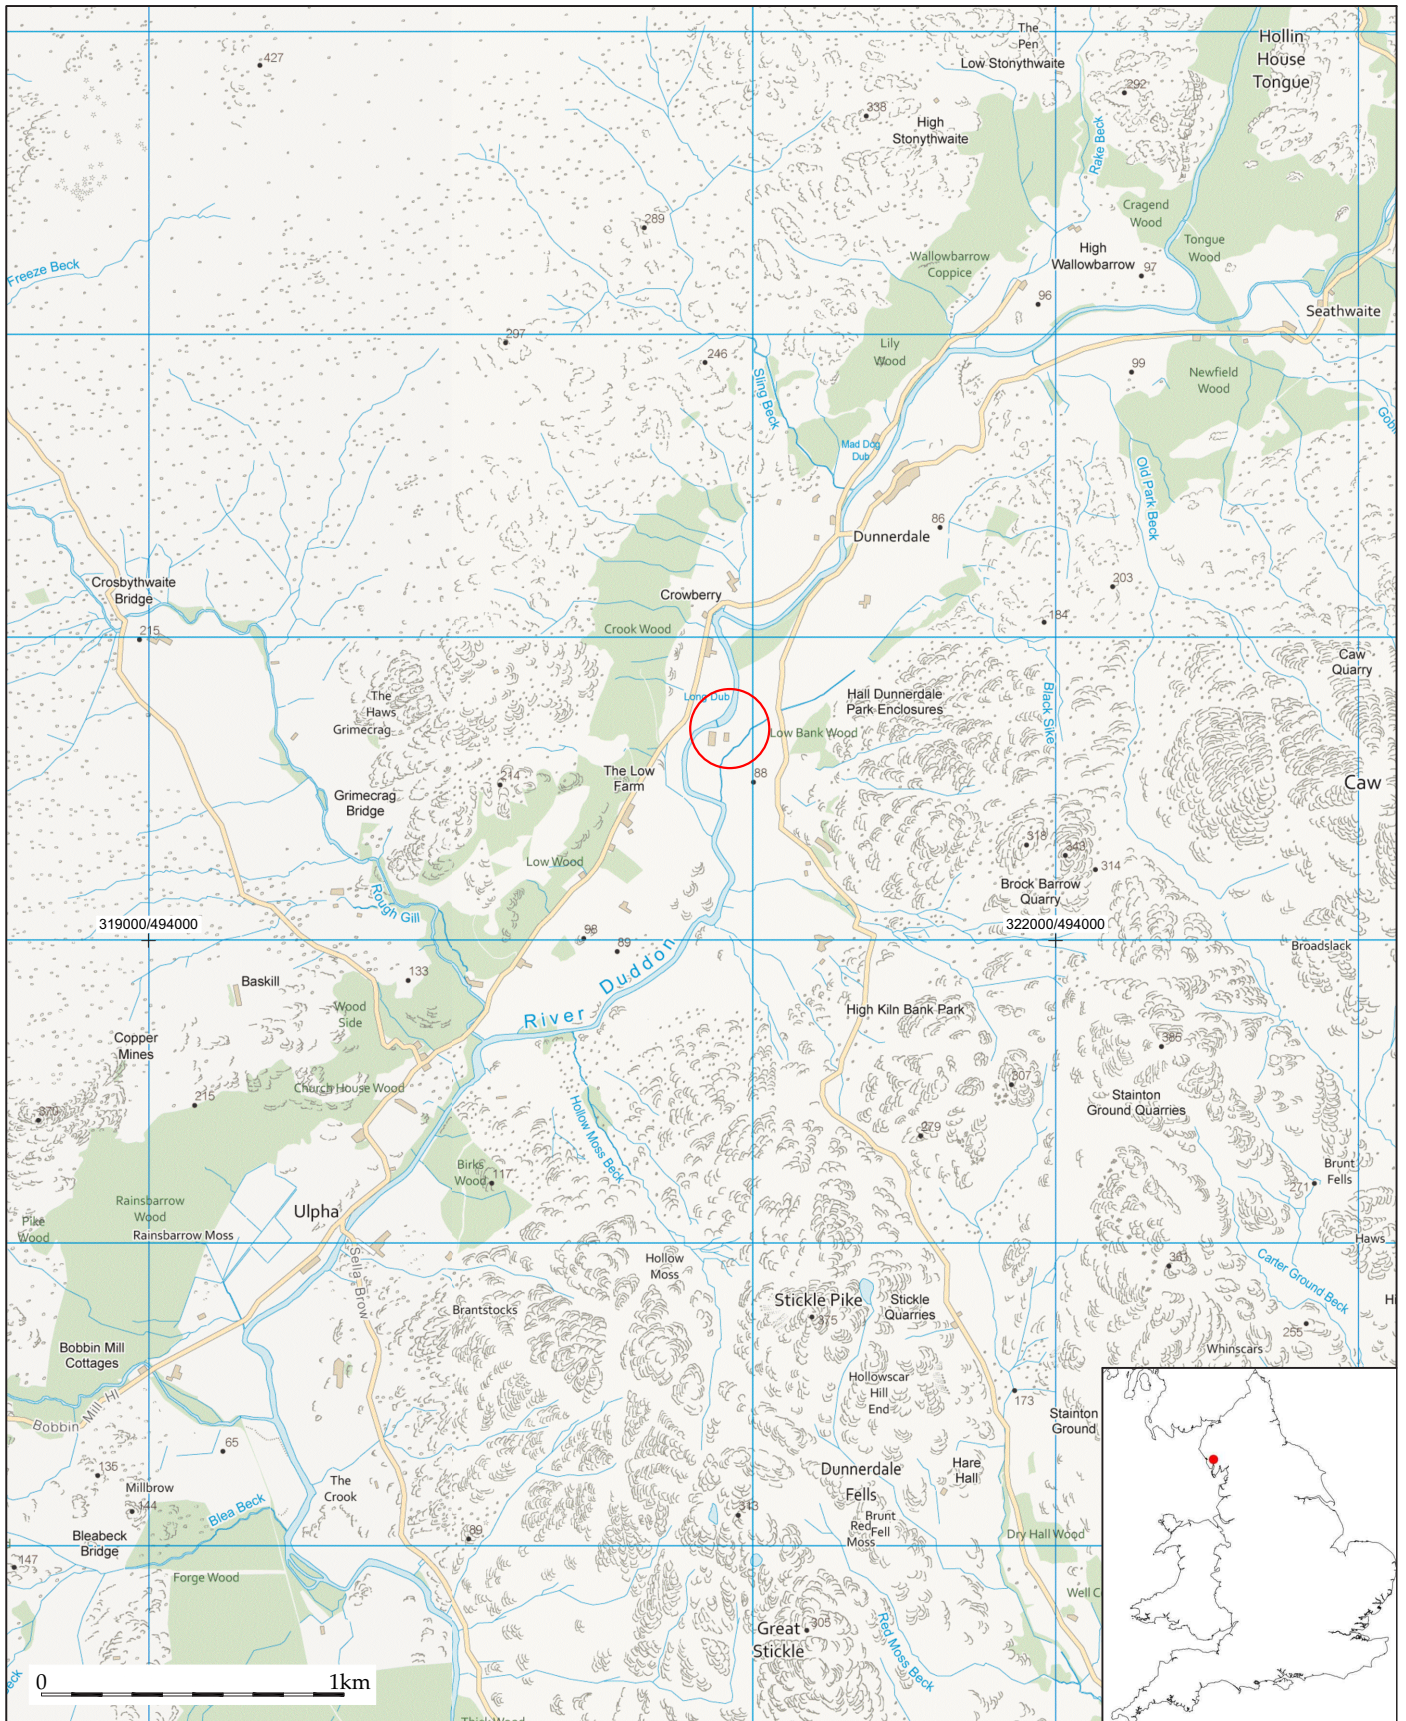 The
Pen
Low Stonythwaite
Hollin
House
Tongue
427
292
338
High
Stonythwaite
Rake Beck
Cragend
Wood
289
Tongue
Wood
High
Wallowbarrow
Wallowbarrow
Coppice
97
Freeze Beck
96
Seathwaite
297
Lily
Wood
246
99
Newfield
Wood
Sling Beck
Mad Dog
Dub
Old Park Beck
86
Dunnerdale
Crosbythwaite
Bridge
203
Crowberry
184
Crook Wood
215
Caw
Quarry
The
Haws
Grimecrag
Long Dub
Hall Dunnerdale
Park Enclosures
Black Sike
Low Bank Wood
The Low
Farm
214
88
Caw
Grimecrag
Bridge
318
343
314
Low Wood
Brock Barrow
Quarry
Rough Gill
319000/494000
322000/494000
98
89
Broadslack
Baskill
133
River Duddon
Wood
Side
High Kiln Bank Park
Copper
Mines
385
Church House Wood
307
215
370
Stainton
Ground Quarries
279
Hollow Moss Beck
Birks
Wood
117
Brunt
Fells
271
Rainsbarrow
Wood
Ulpha
Pike
Wood
Rainsbarrow Moss
Haws
Sella Brow
Hollow
Moss
361
Carter Ground Beck
Brantstocks
Stickle Pike
375
Stickle
Quarries
Hi
255
Whinscars
Bobbin Mill
Cottages
Hollowscar
Hill
End
173
Bobbin Mill Hl
Stainton
Ground
65
135
The
Crook
Dunnerdale
Fells
Hare
Hall
Millbrow
144
Blea Beck
313
Brunt
Fell
Red
Moss
Bleabeck
Bridge
89
Dry Hall Wood
147
Forge Wood
Well C
305
Great
Stickle
Red Moss Beck
0
1km